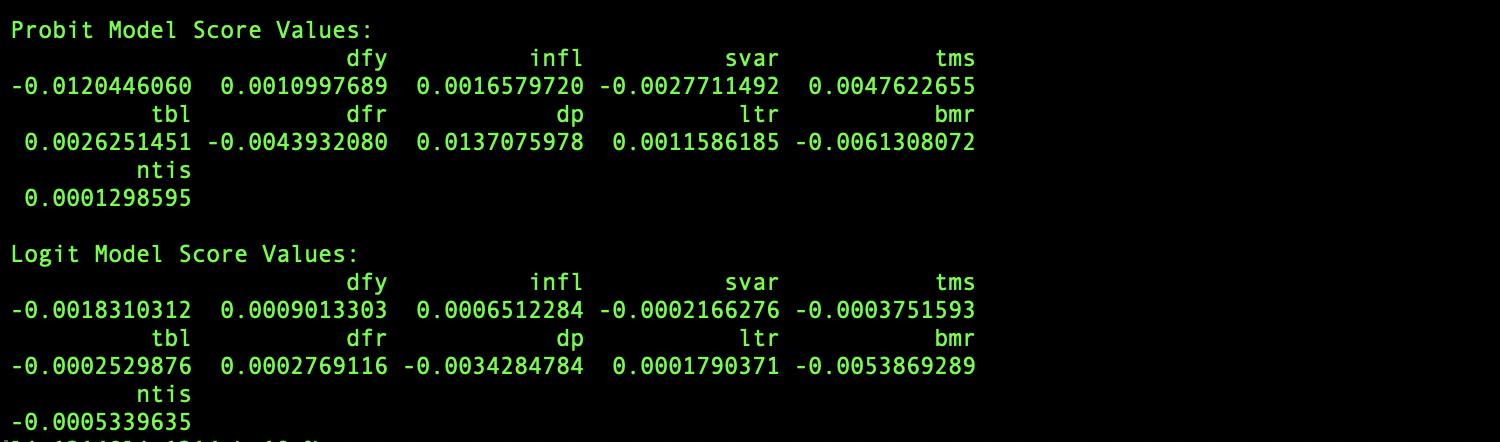 Probit Model Score Values:
dfy infl svar tms
-0.0120446060 0.0010997689 0.0016579720 -0.0027711492 0.0047622655
tbl dfr dp ltr bmr
0.0026251451 -0.0043932080 0.0137075978 0.0011586185 -0.0061308072
ntis
0.0001298595
Logit Model Score Values:
dfy infl svar tms
-0.0018310312 0.0009013303 0.0006512284 -0.0002166276 -0.0003751593
tbl dfr dp ltr bmr
-0.0002529876 0.0002769116 -0.0034284784 0.0001790371 -0.0053869289
ntis
-0.0005339635